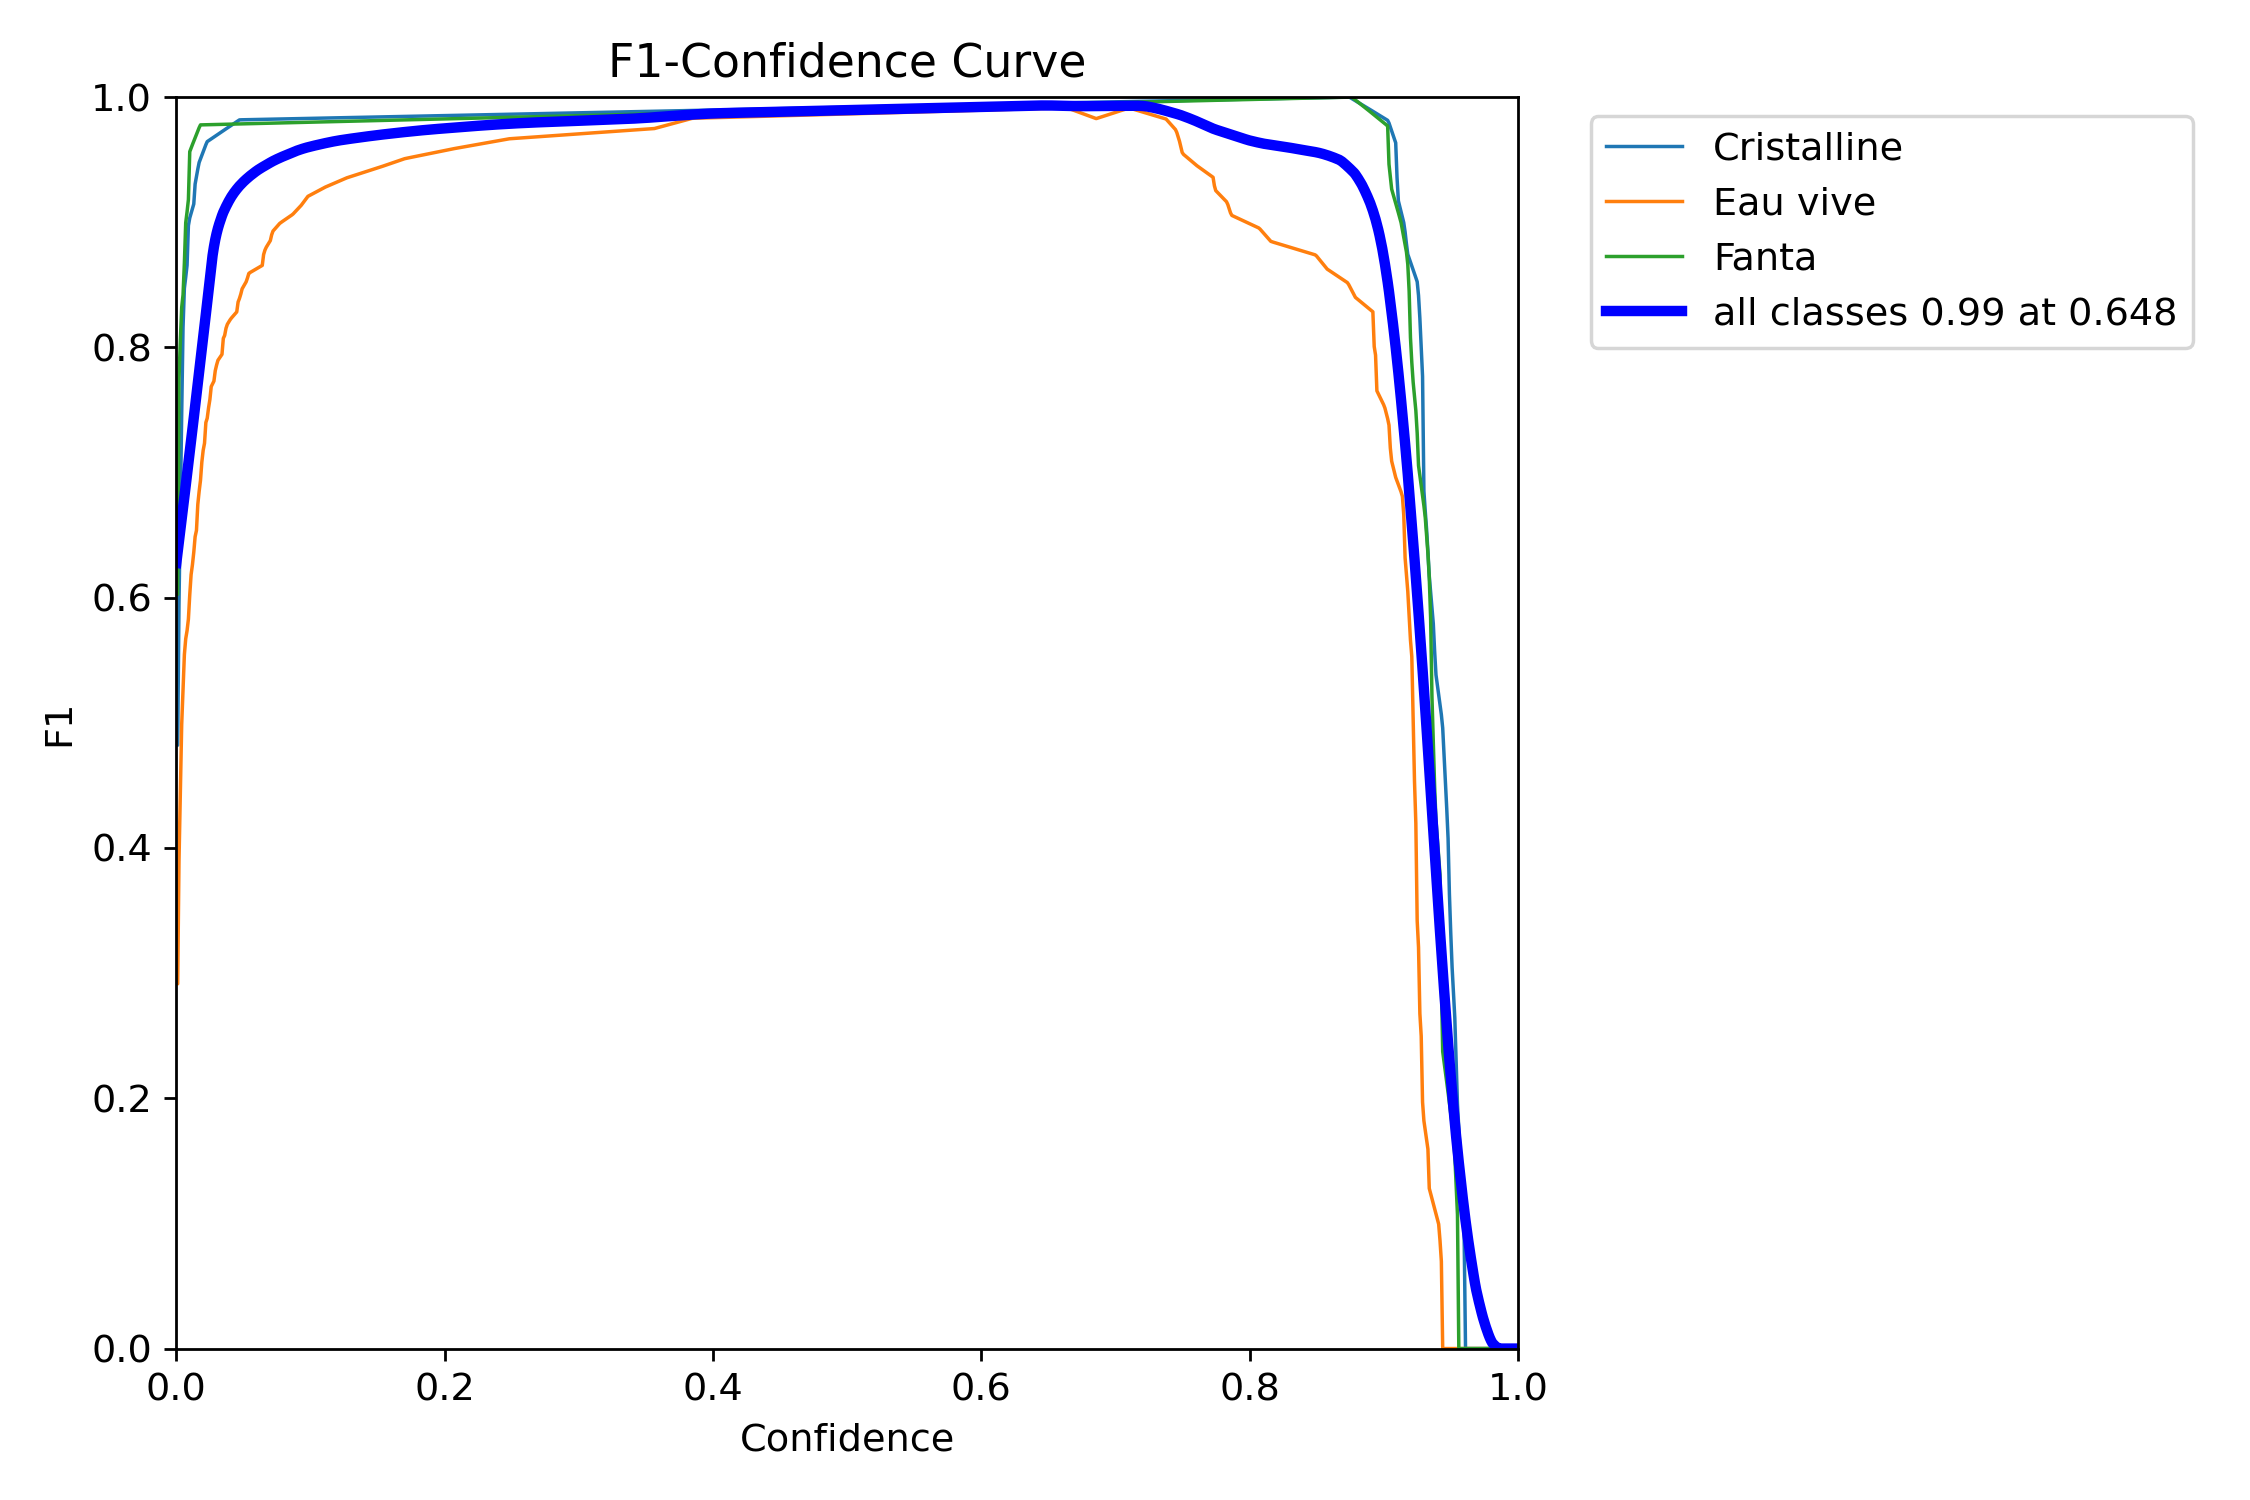 F1-Confidence Curve
1.0
0.8
0.6
0.4
0.2
0.0
F1
0.0 0.2 0.4 0.6 0.8 1.0
Confidence
Cristalline
Eau vive
Fanta
all classes 0.99 at 0.648